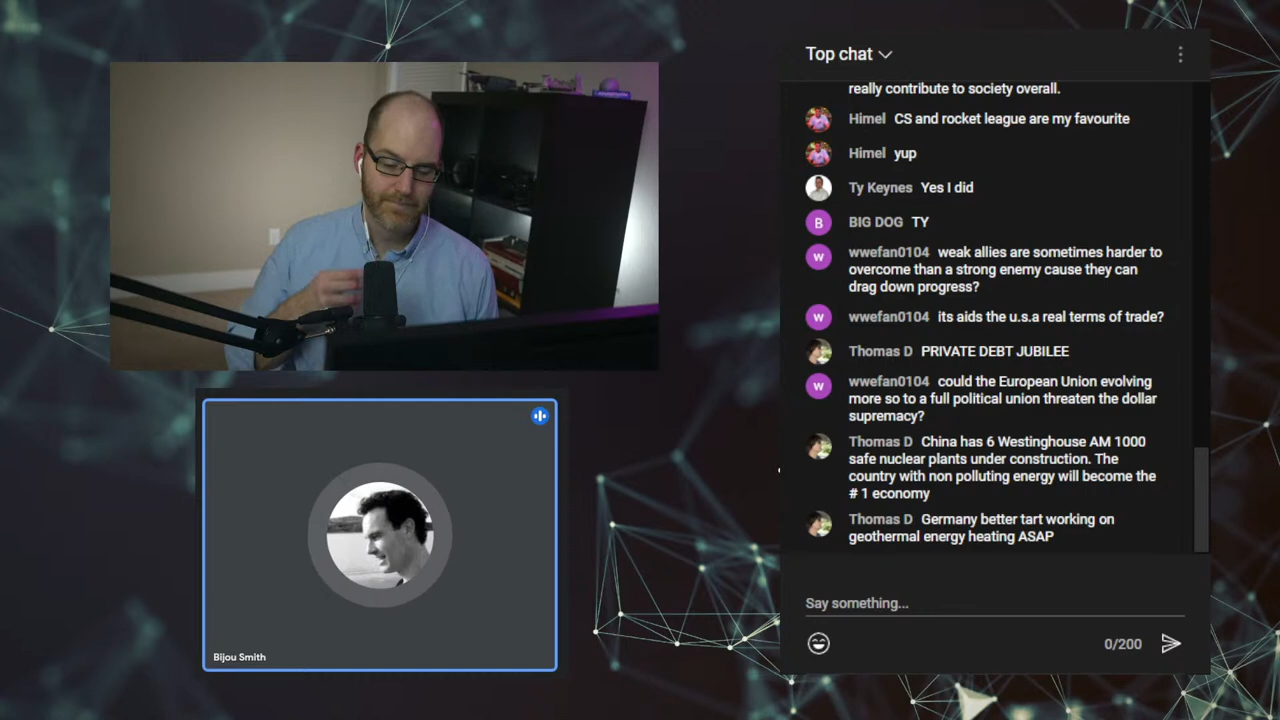 Top chat
really contribute to society overall.
Himel CS and rocket league are my favourite
Himel yup
Ty Keynes Yes I did
B BIG DOG TY
w wwefan0104 weak allies are sometimes harder to
overcome than a strong enemy cause they can
drag down progress?
w wwefan0104 its aids the u.s.a real terms of trade?
Thomas D PRIVATE DEBT JUBILEE
w wwefan0104 could the European Union evolving
more so to a full political union threaten the dollar
supremacy?
Thomas D China has 6 Westinghouse AM 1000
safe nuclear plants under construction. The
country with non polluting energy will become the
# 1 economy
Thomas D Germany better tart working on
geothermal energy heating ASAP
Say something...
0/200
Bijou Smith